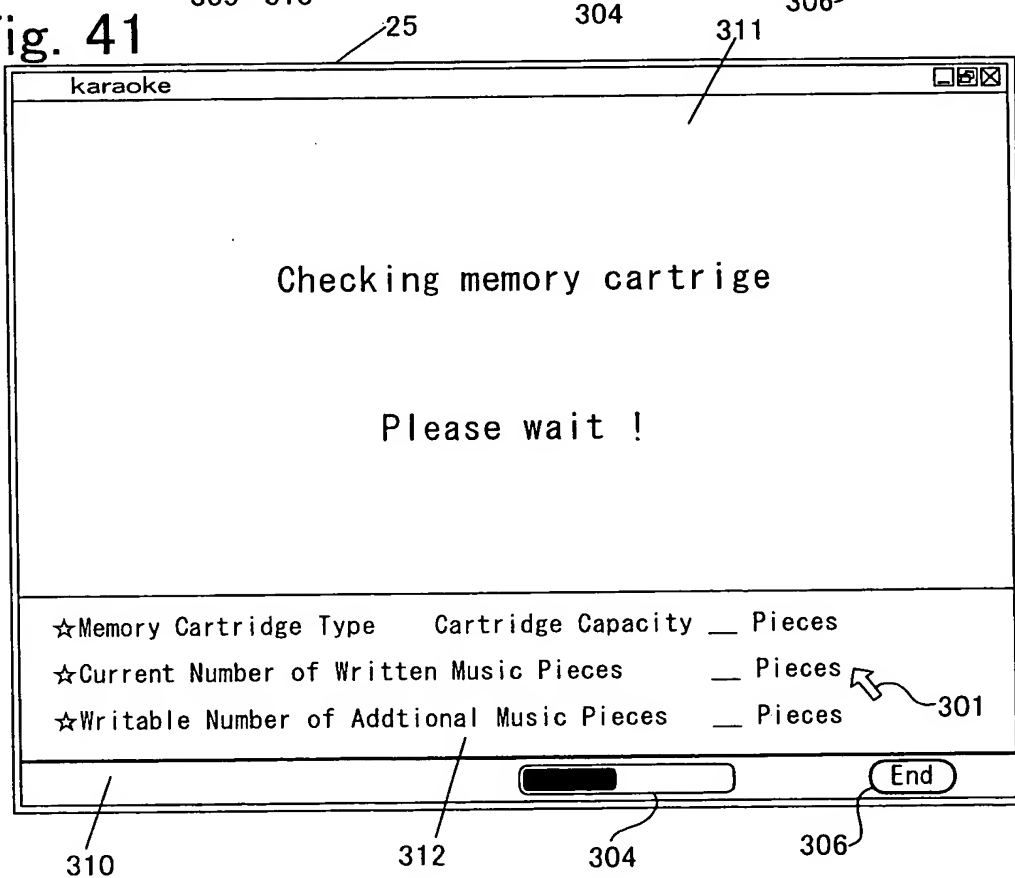 304
ig. 41
25
311
karaoke
Checking memory cartrige
Please wait !
☆Memory Cartridge Type Cartridge Capacity __ Pieces
☆Current Number of Written Music Pieces __ Pieces
☆Writable Number of Addtional Music Pieces __ Pieces
301
End
310
312
304
306